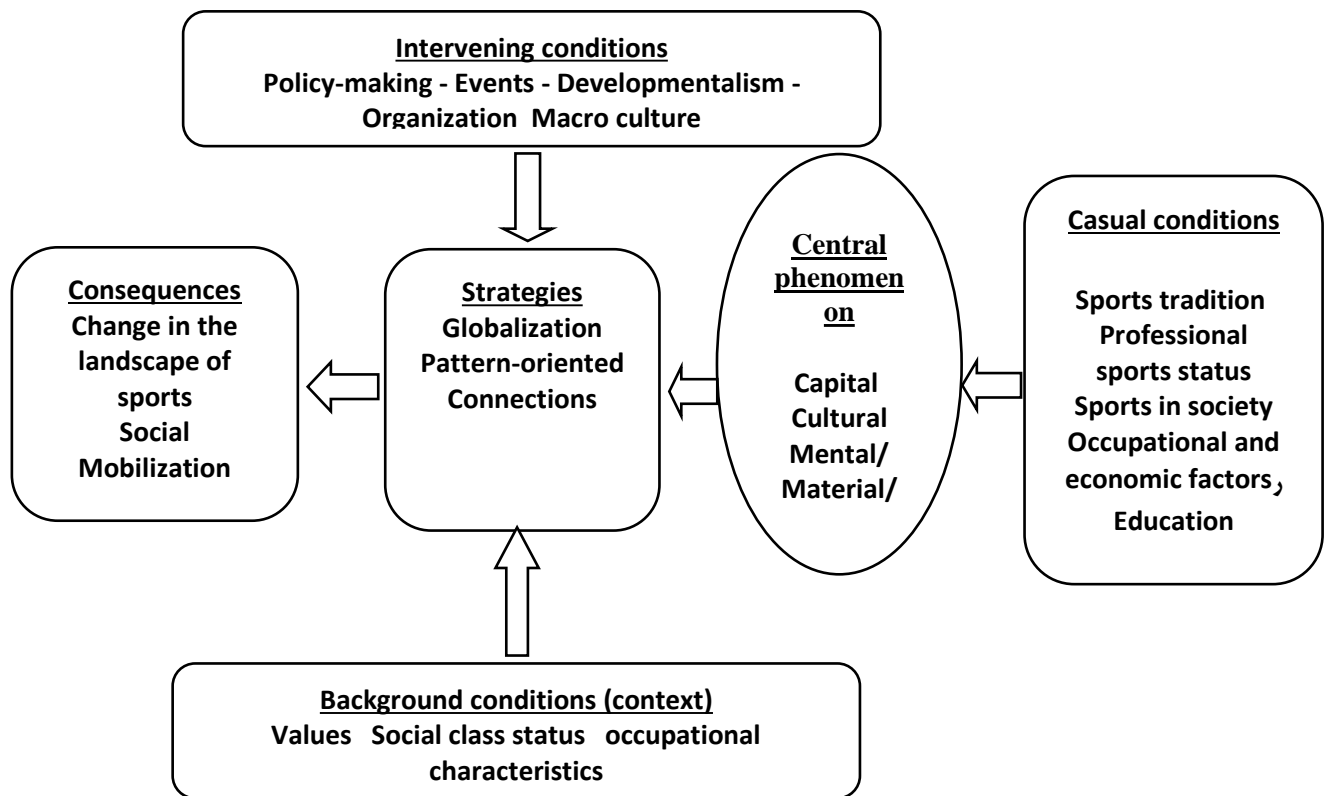 Intervening conditions
Policy-making - Events - Developmentalism -
Organization Macro culture
Consequences
Change in the
landscape of
sports
Social
Mobilization
Strategies
Globalization
Pattern-oriented
Connections
Central
phenomen
on
Capital
Cultural
Mental/
Material/
Casual conditions
Sports tradition
Professional
sports status
Sports in society
Occupational and
economic factors و
Education
Background conditions (context)
Values Social class status occupational
characteristics